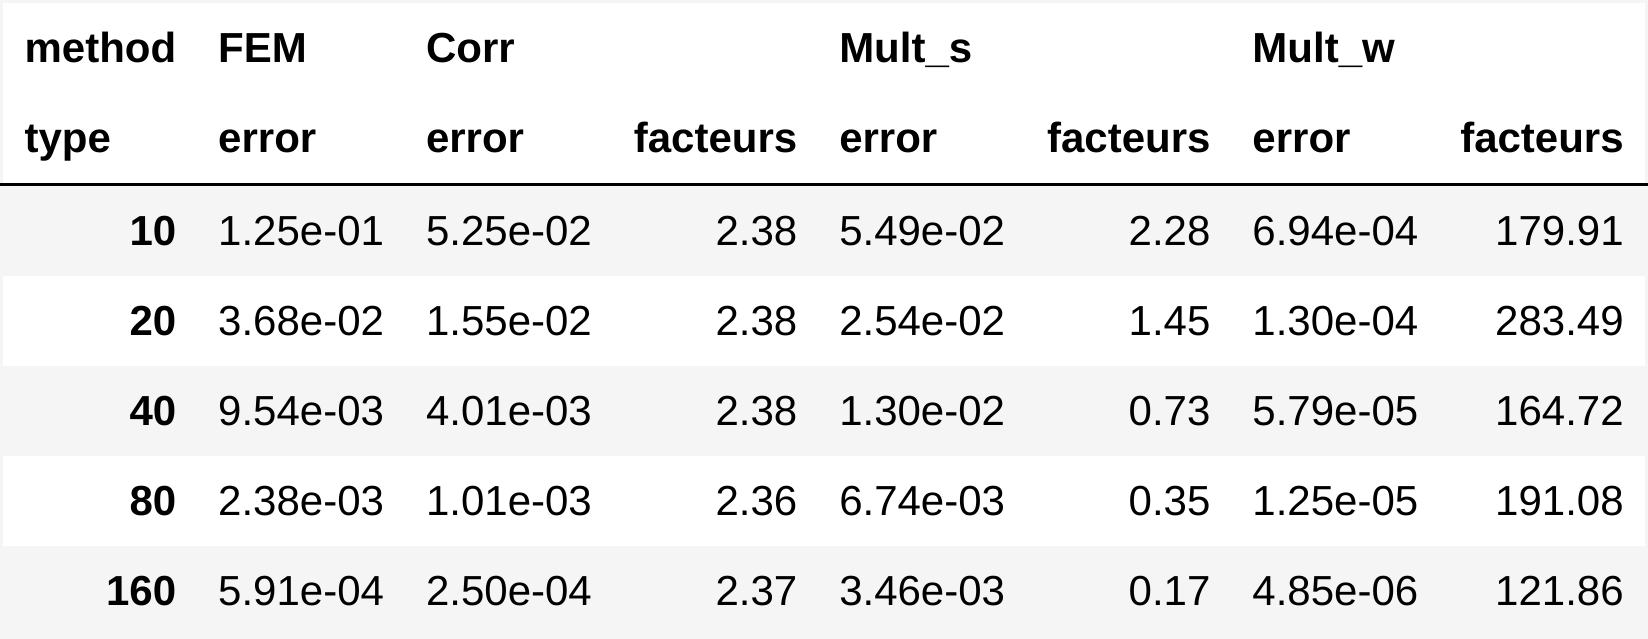 method FEM Corr Mult_s Mult_w
type error error facteurs error facteurs error facteurs
10 1.25e-01 5.25e-02 2.38 5.49e-02 2.28 6.94e-04 179.91
20 3.68e-02 1.55e-02 2.38 2.54e-02 1.45 1.30e-04 283.49
40 9.54e-03 4.01e-03 2.38 1.30e-02 0.73 5.79e-05 164.72
80 2.38e-03 1.01e-03 2.36 6.74e-03 0.35 1.25e-05 191.08
160 5.91e-04 2.50e-04 2.37 3.46e-03 0.17 4.85e-06 121.86